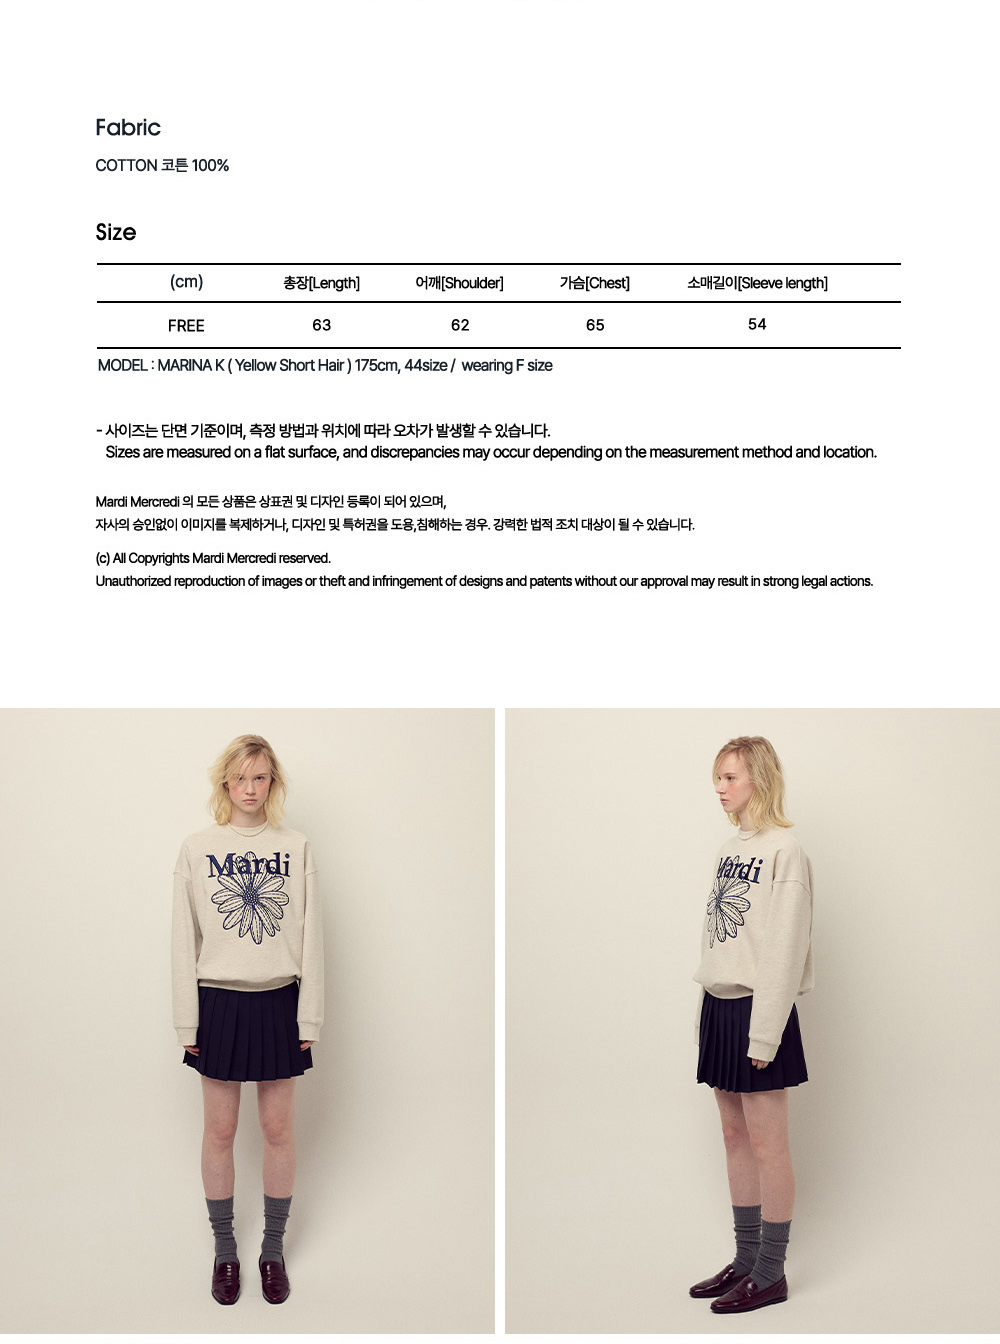 Fabric
COTTON 코튼 100%
Size
(cm) 총장[Length] 어깨[Shoulder] 가슴[Chest] 소매길이[Sleeve length]
FREE 63 62 65 54
MODEL : MARINA K ( Yellow Short Hair ) 175cm, 44size / wearing F size
- 사이즈는 단면 기준이며, 측정 방법과 위치에 따라 오차가 발생할 수 있습니다.
Sizes are measured on a flat surface, and discrepancies may occur depending on the measurement method and location.
Mardi Mercredi 의 모든 상품은 상표권 및 디자인 등록이 되어 있으며,
자사의 승인없이 이미지를 복제하거나, 디자인 및 특허권을 도용,침해하는 경우. 강력한 법적 조치 대상이 될 수 있습니다.
(c) All Copyrights Mardi Mercredi reserved.
Unauthorized reproduction of images or theft and infringement of designs and patents without our approval may result in strong legal actions.
Mardi
Mardi